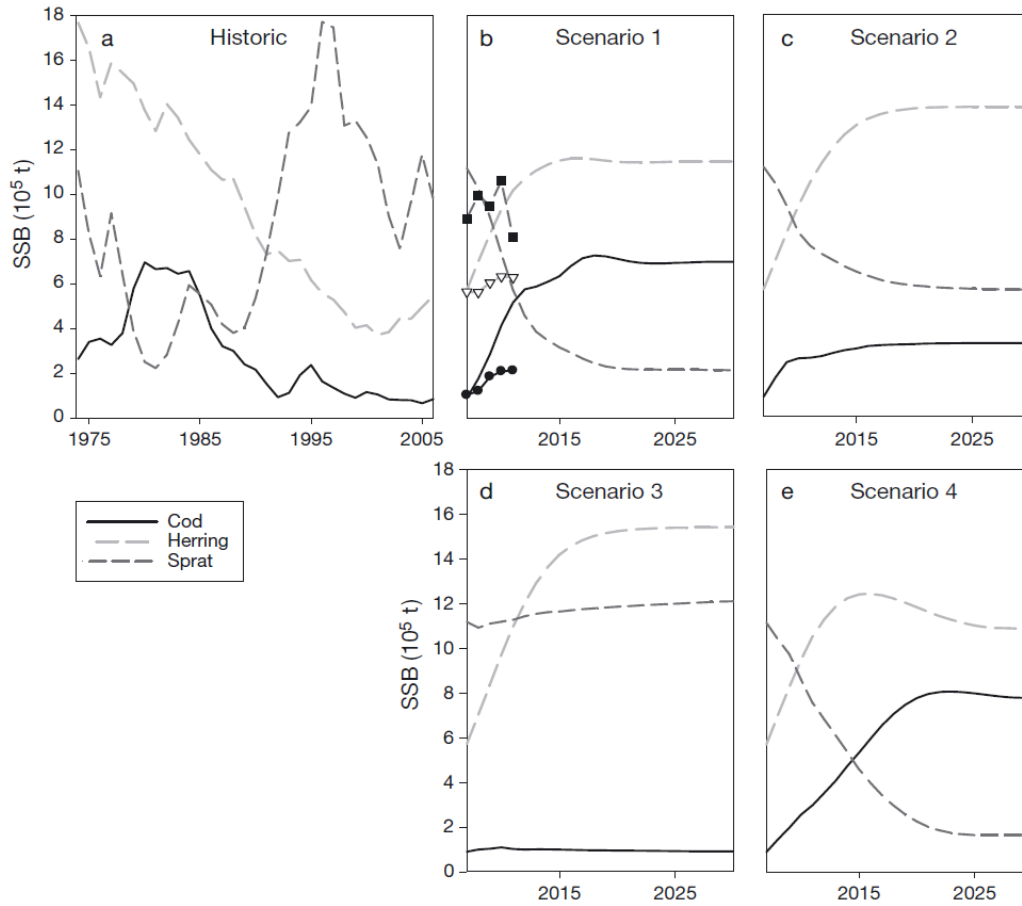 a Historic
b Scenario 1
c Scenario 2
SSB (10⁵ t)
18
16
14
12
10
8
6
4
2
0
1975 1985 1995 2005
2015 2025
2015 2025
Cod
Herring
Sprat
d Scenario 3
e Scenario 4
SSB (10⁵ t)
18
16
14
12
10
8
6
4
2
0
2015 2025
2015 2025